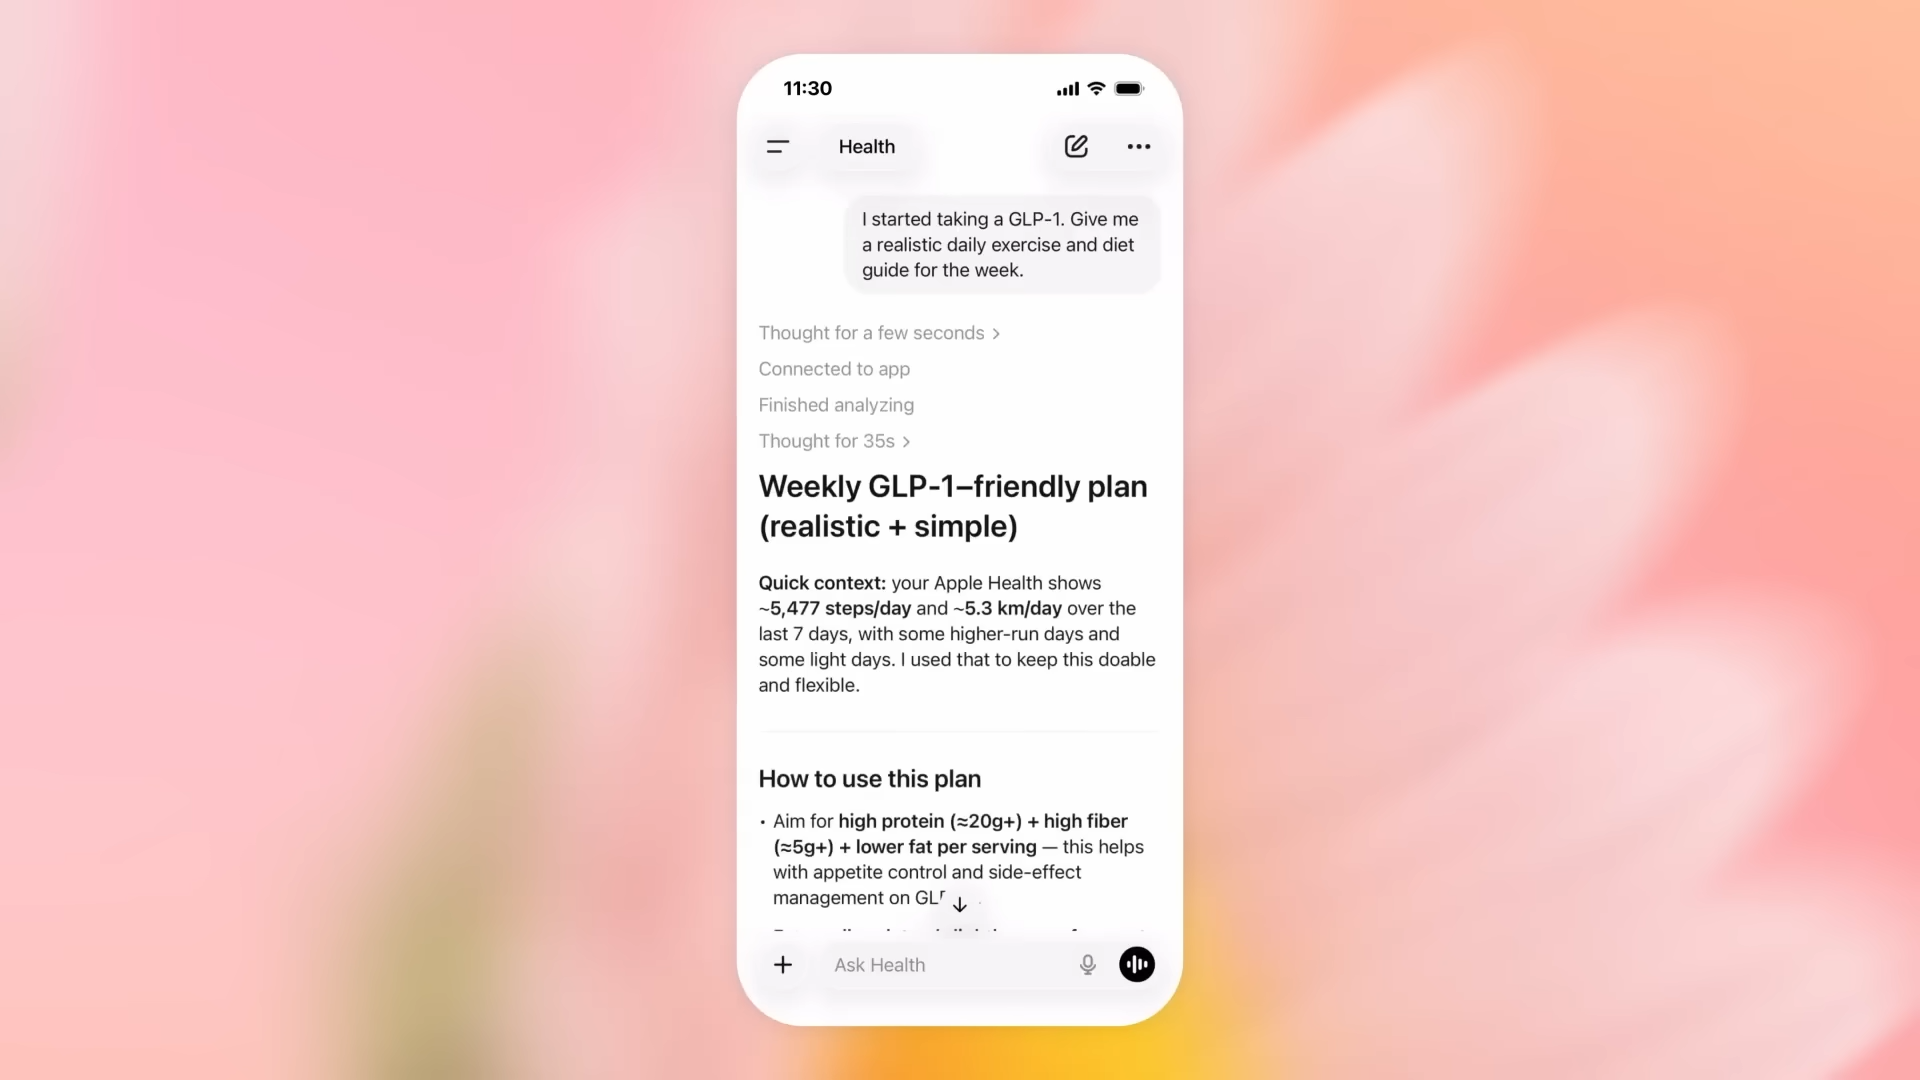 11:30
Health
I started taking a GLP-1. Give me
a realistic daily exercise and diet
guide for the week.
Thought for a few seconds >
Connected to app
Finished analyzing
Thought for 35s >
Weekly GLP-1–friendly plan
(realistic + simple)
Quick context: your Apple Health shows
~5,477 steps/day and ~5.3 km/day over the
last 7 days, with some higher-run days and
some light days. I used that to keep this doable
and flexible.
How to use this plan
• Aim for high protein (≈20g+) + high fiber
(≈5g+) + lower fat per serving — this helps
with appetite control and side-effect
management on
Ask Health